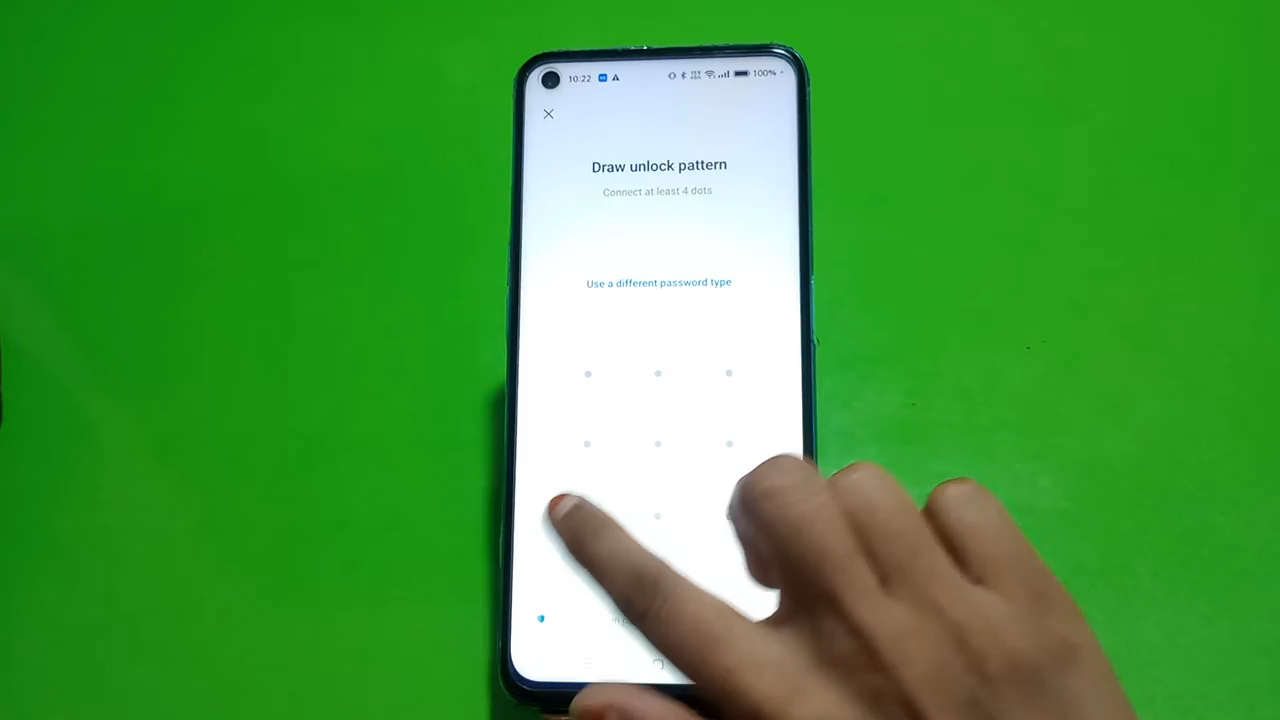 10:22 100%
Draw unlock pattern
Connect at least 4 dots
Use a different password type